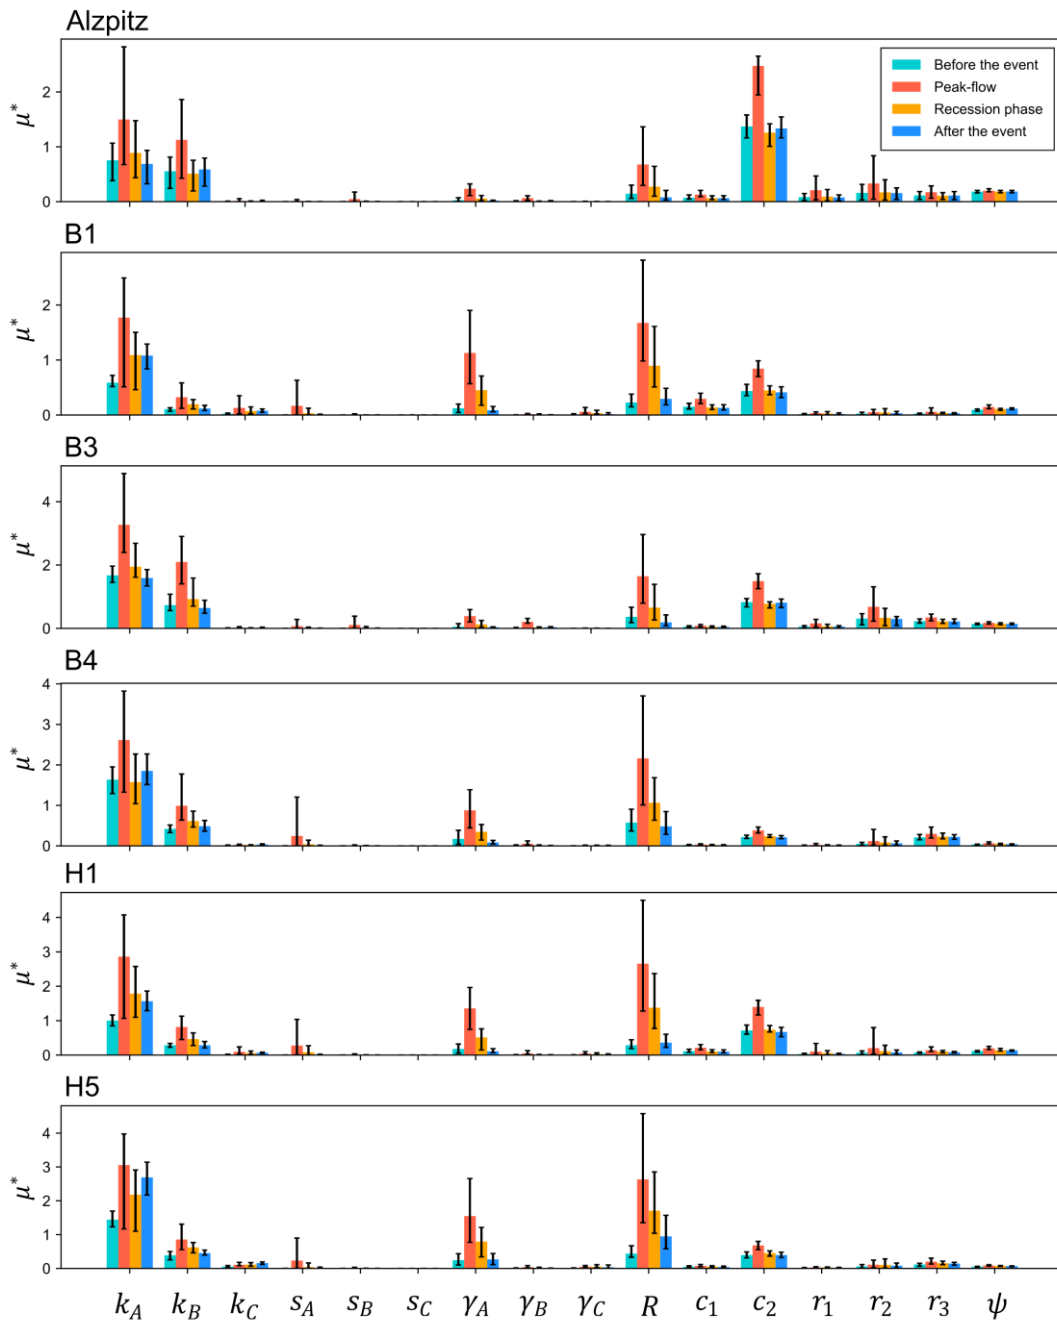 Alzpitz
μ*
2
1
0
Before the event
Peak-flow
Recession phase
After the event
B1
μ*
2
1
0
B3
μ*
4
2
0
B4
μ*
4
3
2
1
0
H1
μ*
4
3
2
1
0
H5
μ*
4
3
2
1
0
k_A k_B k_C s_A s_B s_C γ_A γ_B γ_C R c_1 c_2 r_1 r_2 r_3 ψ